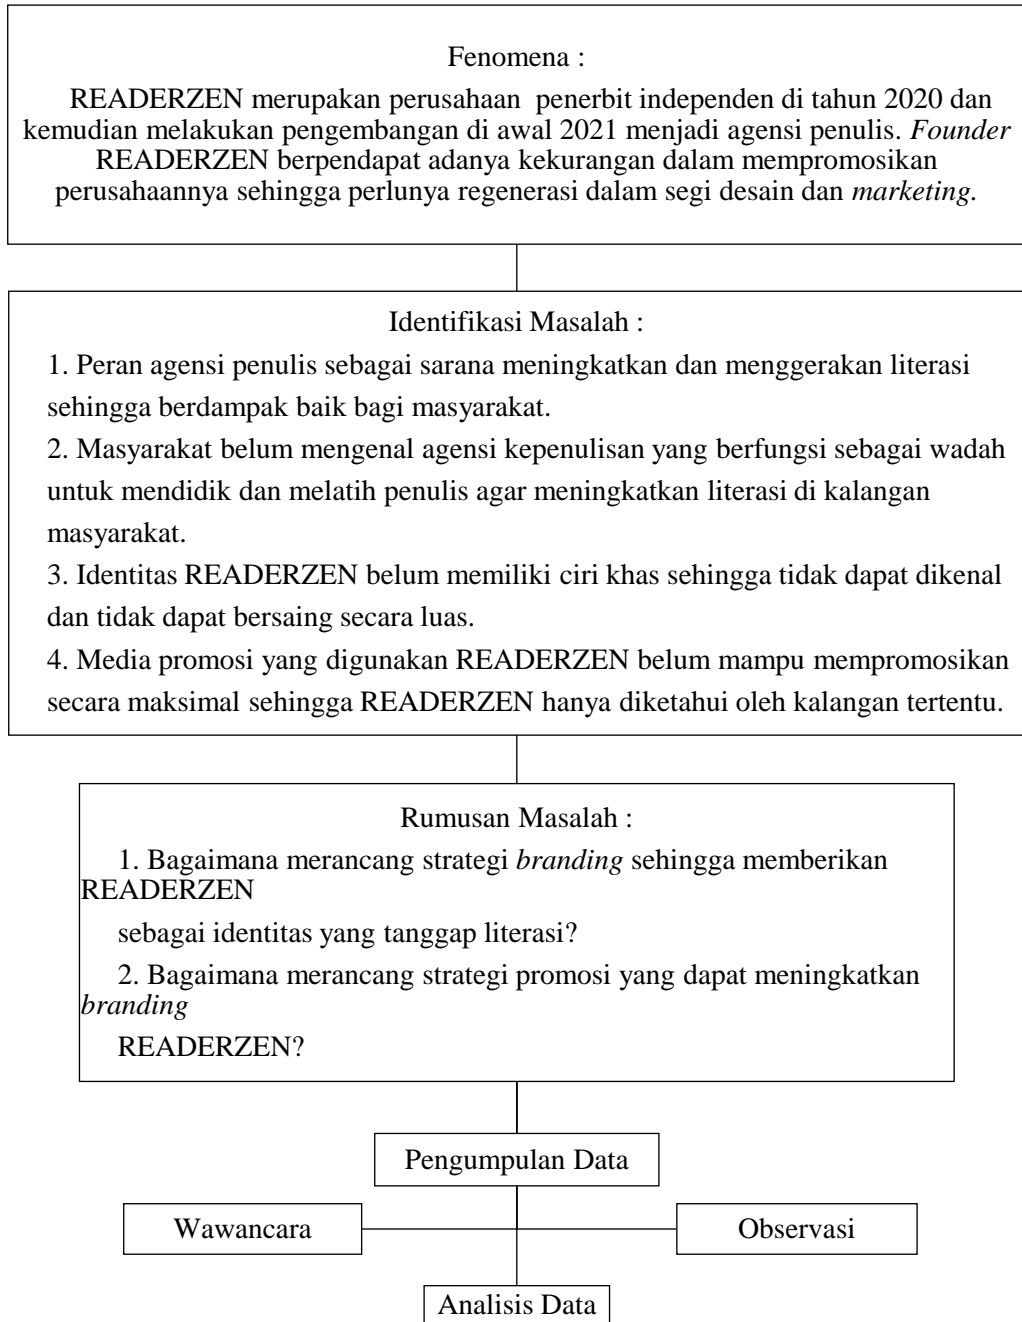 Fenomena :
READERZEN merupakan perusahaan penerbit independen di tahun 2020 dan
kemudian melakukan pengembangan di awal 2021 menjadi agensi penulis. Founder
READERZEN berpendapat adanya kekurangan dalam mempromosikan
perusahaannya sehingga perlunya regenerasi dalam segi desain dan marketing.
Identifikasi Masalah :
1. Peran agensi penulis sebagai sarana meningkatkan dan menggerakan literasi
sehingga berdampak baik bagi masyarakat.
2. Masyarakat belum mengenal agensi kepenulisan yang berfungsi sebagai wadah
untuk mendidik dan melatih penulis agar meningkatkan literasi di kalangan
masyarakat.
3. Identitas READERZEN belum memiliki ciri khas sehingga tidak dapat dikenal
dan tidak dapat bersaing secara luas.
4. Media promosi yang digunakan READERZEN belum mampu mempromosikan
secara maksimal sehingga READERZEN hanya diketahui oleh kalangan tertentu.
Rumusan Masalah :
1. Bagaimana merancang strategi branding sehingga memberikan
READERZEN
sebagai identitas yang tanggap literasi?
2. Bagaimana merancang strategi promosi yang dapat meningkatkan
branding
READERZEN?
Pengumpulan Data
Wawancara
Observasi
Analisis Data